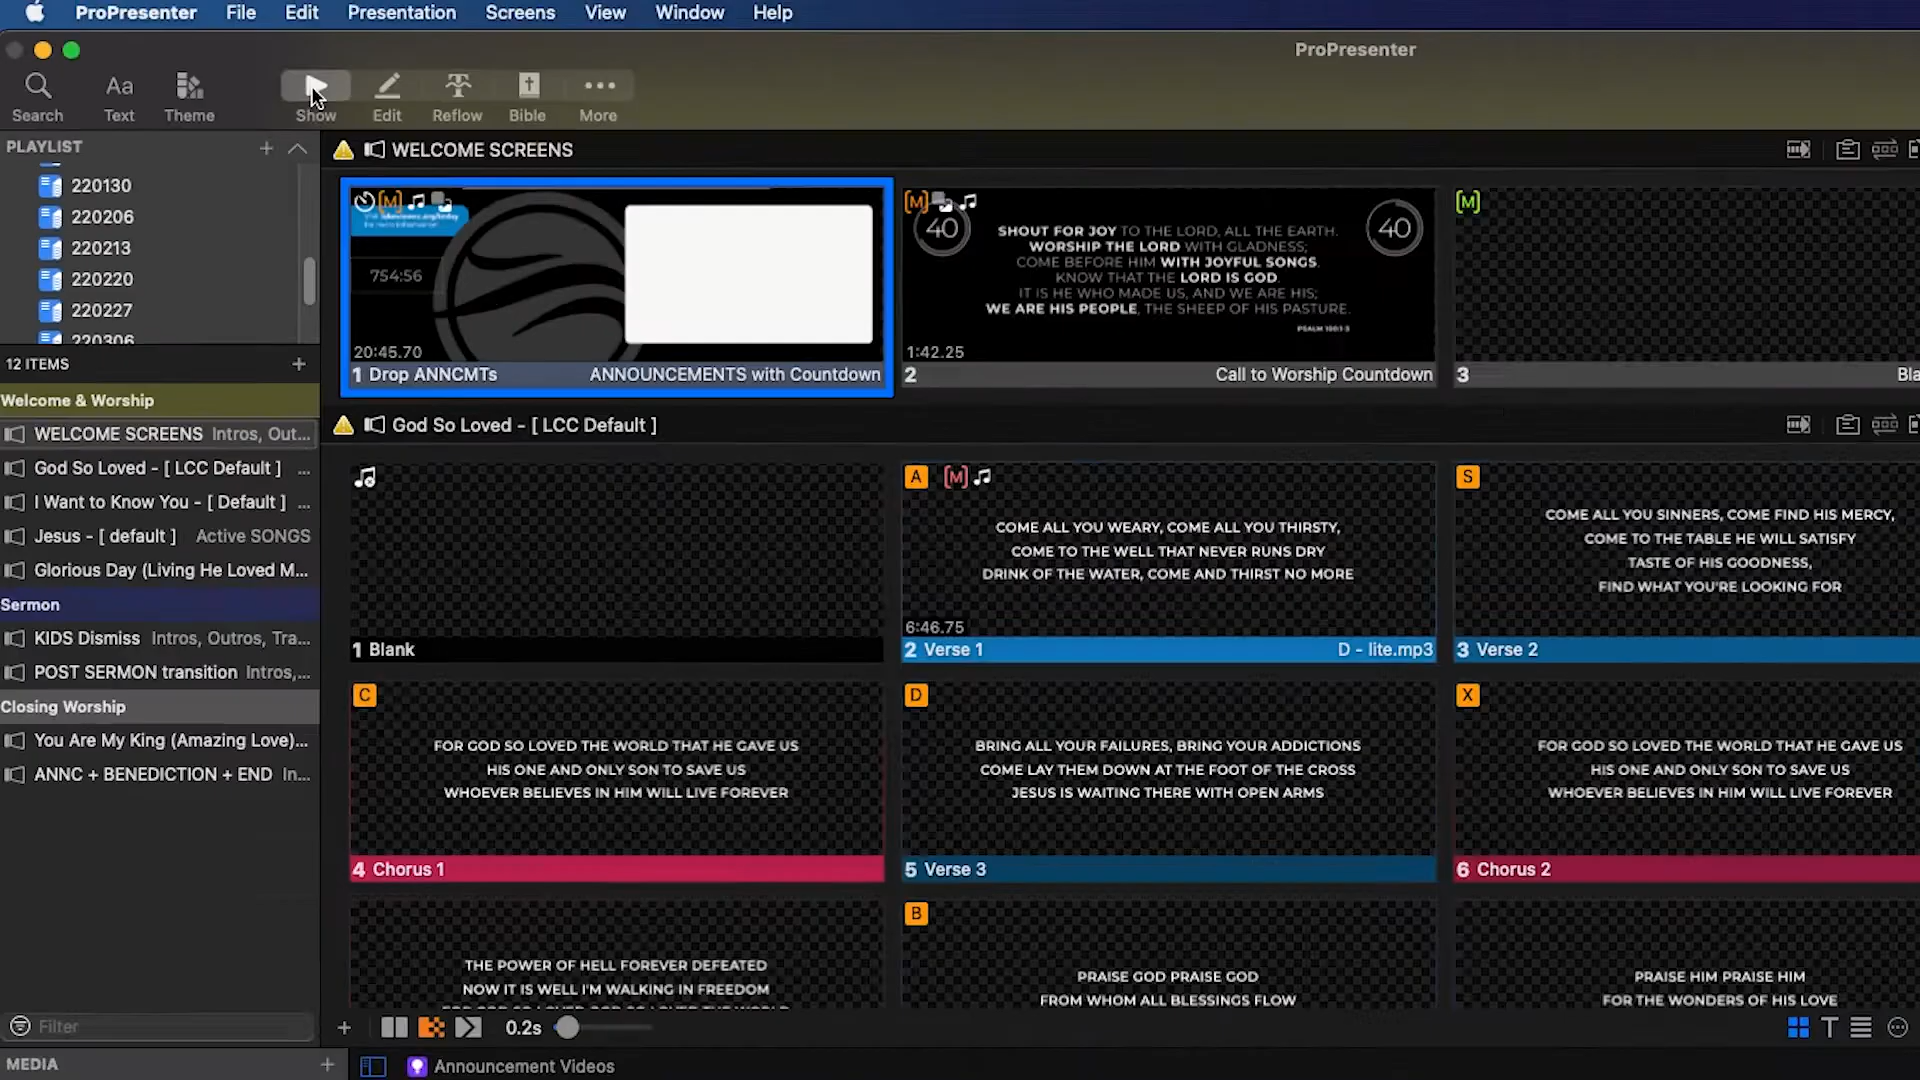 ProPresenter File Edit Presentation Screens View Window Help
ProPresenter
Search Text Theme Show Edit Reflow Bible More
Aa
PLAYLIST
220130
220206
220213
220220
220227
220306
12 ITEMS
Welcome & Worship
WELCOME SCREENS Intros, Out...
God So Loved - [ LCC Default ] ...
I Want to Know You - [ Default ] ...
Jesus - [ default ] Active SONGS
Glorious Day (Living He Loved M...
Sermon
KIDS Dismiss Intros, Outros, Tra...
POST SERMON transition Intros,...
Closing Worship
You Are My King (Amazing Love)...
ANNC + BENEDICTION + END In...
Filter
MEDIA
WELCOME SCREENS
[M]
754:56
20:45.70
1 Drop ANNCMTs ANNOUNCEMENTS with Countdown
[M]
40
40
SHOUT FOR JOY TO THE LORD, ALL THE EARTH.
WORSHIP THE LORD WITH GLADNESS;
COME BEFORE HIM WITH JOYFUL SONGS.
KNOW THAT THE LORD IS GOD.
IT IS HE WHO MADE US, AND WE ARE HIS;
WE ARE HIS PEOPLE, THE SHEEP OF HIS PASTURE.
PSALM 100:1-3
1:42.25
2 Call to Worship Countdown
[M]
3 Bla
God So Loved - [ LCC Default ]
1 Blank
A [M]
COME ALL YOU WEARY, COME ALL YOU THIRSTY,
COME TO THE WELL THAT NEVER RUNS DRY
DRINK OF THE WATER, COME AND THIRST NO MORE
6:46.75
2 Verse 1 D - lite.mp3
S
COME ALL YOU SINNERS, COME FIND HIS MERCY,
COME TO THE TABLE HE WILL SATISFY
TASTE OF HIS GOODNESS,
FIND WHAT YOU'RE LOOKING FOR
3 Verse 2
C
FOR GOD SO LOVED THE WORLD THAT HE GAVE US
HIS ONE AND ONLY SON TO SAVE US
WHOEVER BELIEVES IN HIM WILL LIVE FOREVER
4 Chorus 1
D
BRING ALL YOUR FAILURES, BRING YOUR ADDICTIONS
COME LAY THEM DOWN AT THE FOOT OF THE CROSS
JESUS IS WAITING THERE WITH OPEN ARMS
5 Verse 3
X
FOR GOD SO LOVED THE WORLD THAT HE GAVE US
HIS ONE AND ONLY SON TO SAVE US
WHOEVER BELIEVES IN HIM WILL LIVE FOREVER
6 Chorus 2
THE POWER OF HELL FOREVER DEFEATED
NOW IT IS WELL I'M WALKING IN FREEDOM
B
PRAISE GOD PRAISE GOD
FROM WHOM ALL BLESSINGS FLOW
PRAISE HIM PRAISE HIM
FOR THE WONDERS OF HIS LOVE
0.2s
Announcement Videos